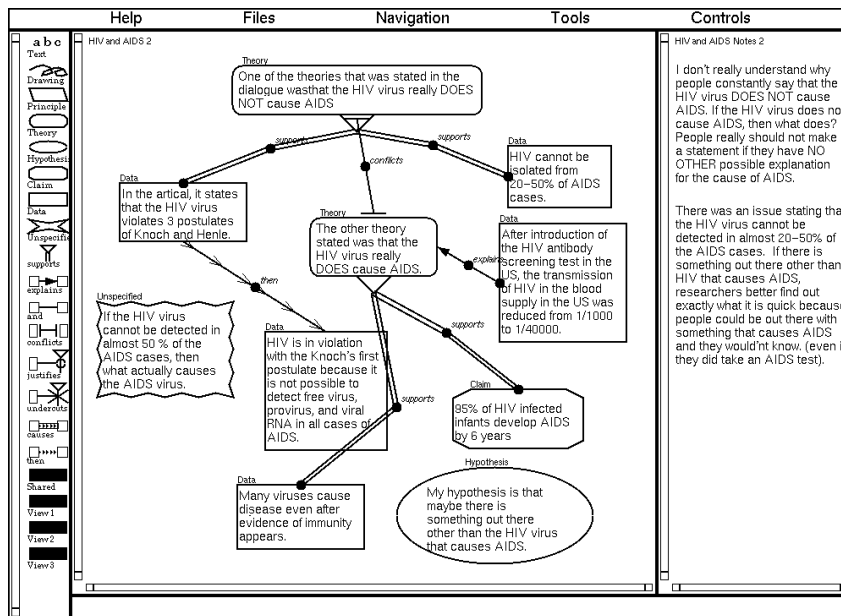 Help Files Navigation Tools Controls
a b c
Text
Drawing
Principle
Theory
Hypothesis
Claim
Data
Unspecifie
supports
explains
and
conflicts
justifies
undercuts
causes
then
Shared
View 1
View 2
View 3
HIV and AIDS 2
Theory
One of the theories that was stated in the
dialogue wasthat the HIV virus really DOES
NOT cause AIDS
supports
supports
conflicts
Data
HIV cannot be
isolated from
20-50% of AIDS
cases.
Data
In the artical, it states
that the HIV virus
violates 3 postulates
of Knoch and Henle.
Theory
The other theory
stated was that the
HIV virus really
DOES cause AIDS.
explains
Data
After introduction of
the HIV antibody
screening test in the
US, the transmission
of HIV in the blood
supply in the US was
reduced from 1/1000
to 1/40000.
then
Unspecified
If the HIV virus
cannot be detected in
almost 50 % of the
AIDS cases, then
what actually causes
the AIDS virus.
Data
HIV is in violation
with the Knoch's first
postulate because it
is not possible to
detect free virus,
provirus, and viral
RNA in all cases of
AIDS.
supports
supports
Claim
95% of HIV infected
infants develop AIDS
by 6 years
Data
Many viruses cause
disease even after
evidence of immunity
appears.
Hypothesis
My hypothesis is that
maybe there is
something out there
other than the HIV virus
that causes AIDS.
HIV and AIDS Notes 2
I don't really understand why
people constantly say that the
HIV virus DOES NOT cause
AIDS. If the HIV virus does no
cause AIDS, then what does?
People really should not make
a statement if they have NO
OTHER possible explanation
for the cause of AIDS.
There was an issue stating tha
the HIV virus cannot be
detected in almost 20-50% of
the AIDS cases. If there is
something out there other than
HIV that causes AIDS,
researchers better find out
exactly what it is quick because
people could be out there with
something that causes AIDS
and they would'nt know. (even i
they did take an AIDS test).